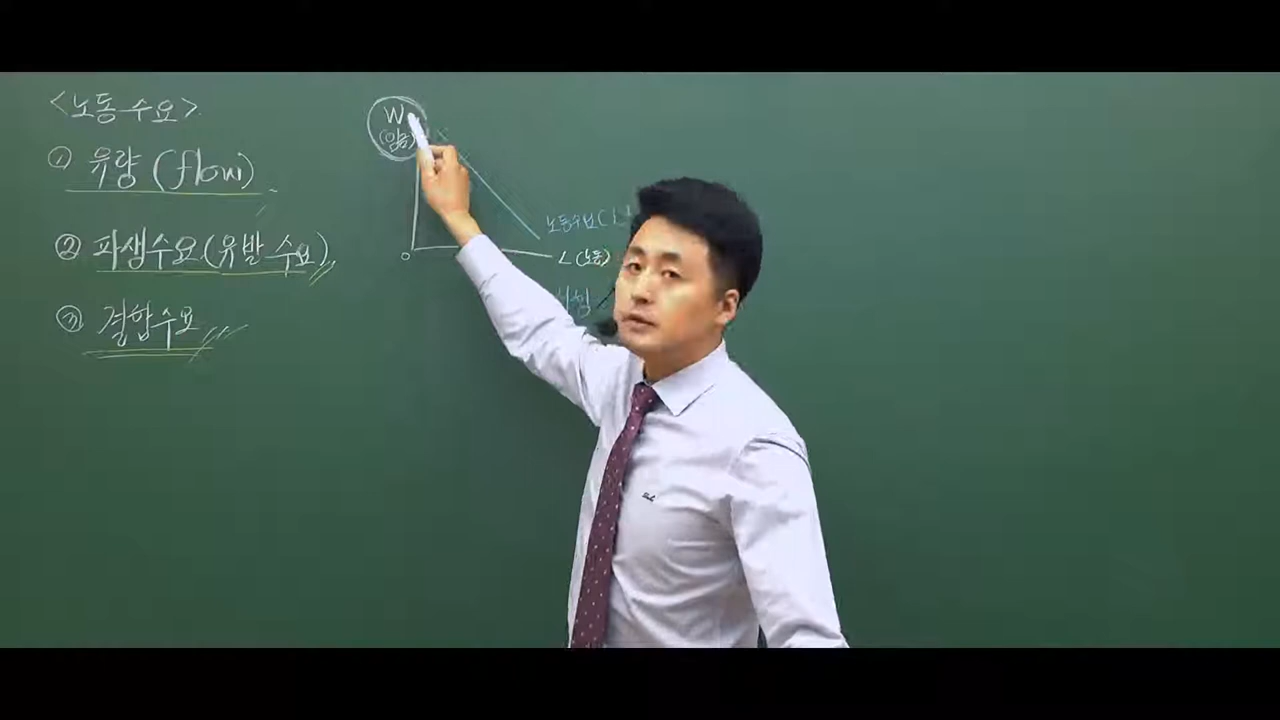 <노동수요>
① 유량 (flow)
② 파생수요(유발수요)
③ 결합수요
W
(임금)
노동수요(L
L (노동)
0